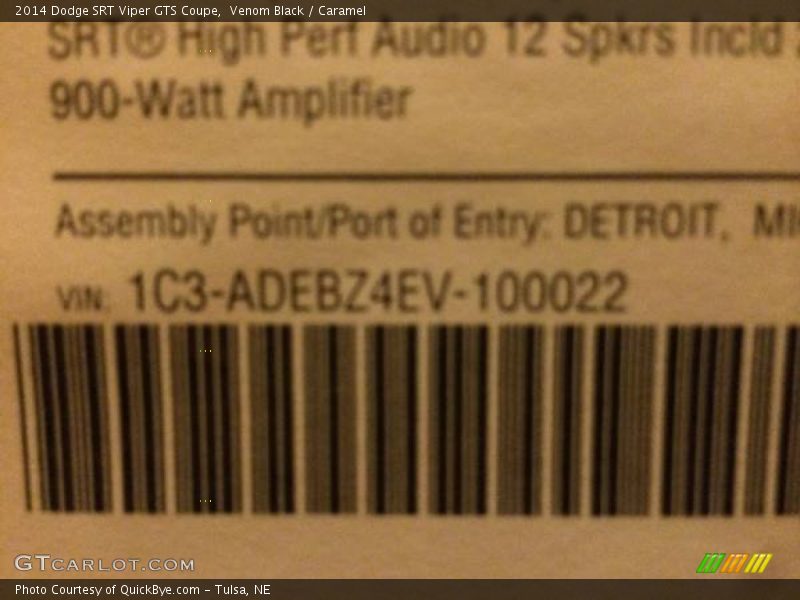 2014 Dodge SRT Viper GTS Coupe, Venom Black / Caramel
SRT® High Perf Audio 12 Spkrs Incld
900-Watt Amplifier
Assembly Point/Port of Entry: DETROIT, MI
VIN: 1C3-ADEBZ4EV-100022
GTCARLOT.COM
Photo Courtesy of QuickBye.com – Tulsa, NE